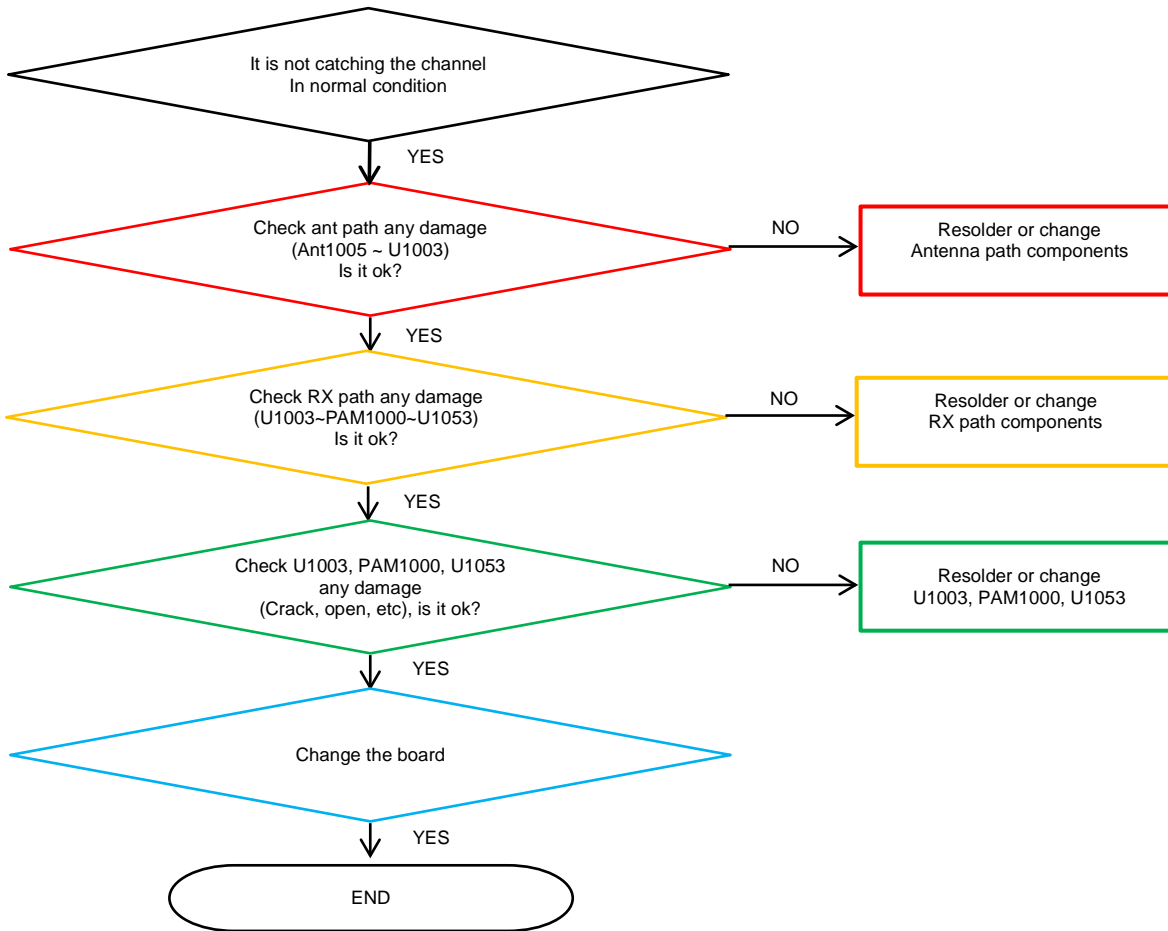 It is not catching the channel
In normal condition
YES
Check ant path any damage
(Ant1005 ~ U1003)
Is it ok?
NO
Resolder or change
Antenna path components
YES
Check RX path any damage
(U1003~PAM1000~U1053)
Is it ok?
NO
Resolder or change
RX path components
YES
Check U1003, PAM1000, U1053
any damage
(Crack, open, etc), is it ok?
NO
Resolder or change
U1003, PAM1000, U1053
YES
Change the board
YES
END